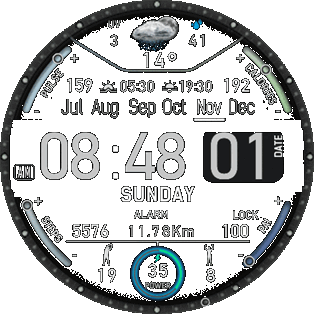 3 41
14°
PULSE 159 05:30 19:30 192 CALORIES
Jul Aug Sep Oct Nov Dec
08:48 01 DATE
SUNDAY
ALARM LOCK
STEPS 5576 11.78Km 100
19 35 8
POWER